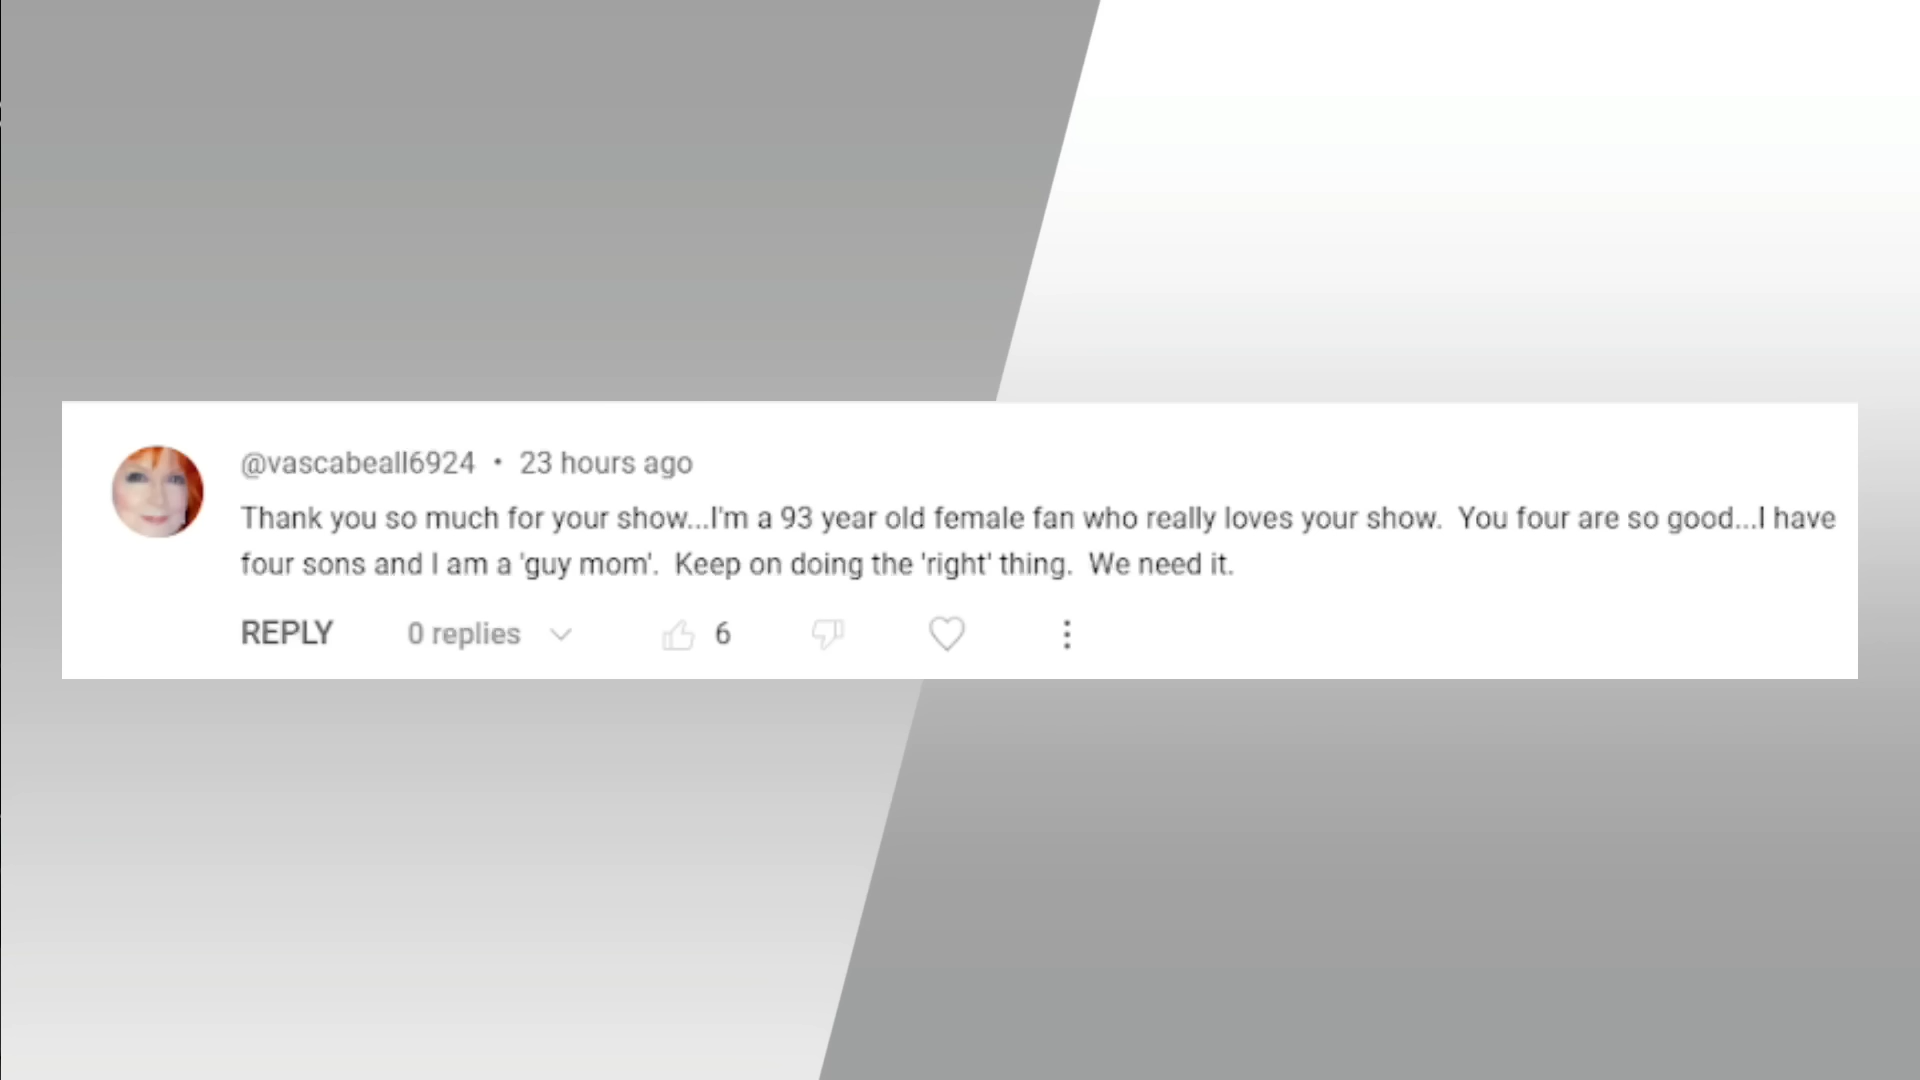 @vascabeall6924 • 23 hours ago
Thank you so much for your show...I'm a 93 year old female fan who really loves your show.  You four are so good...I have
four sons and I am a 'guy mom'.  Keep on doing the 'right' thing.  We need it.
REPLY 0 replies 6